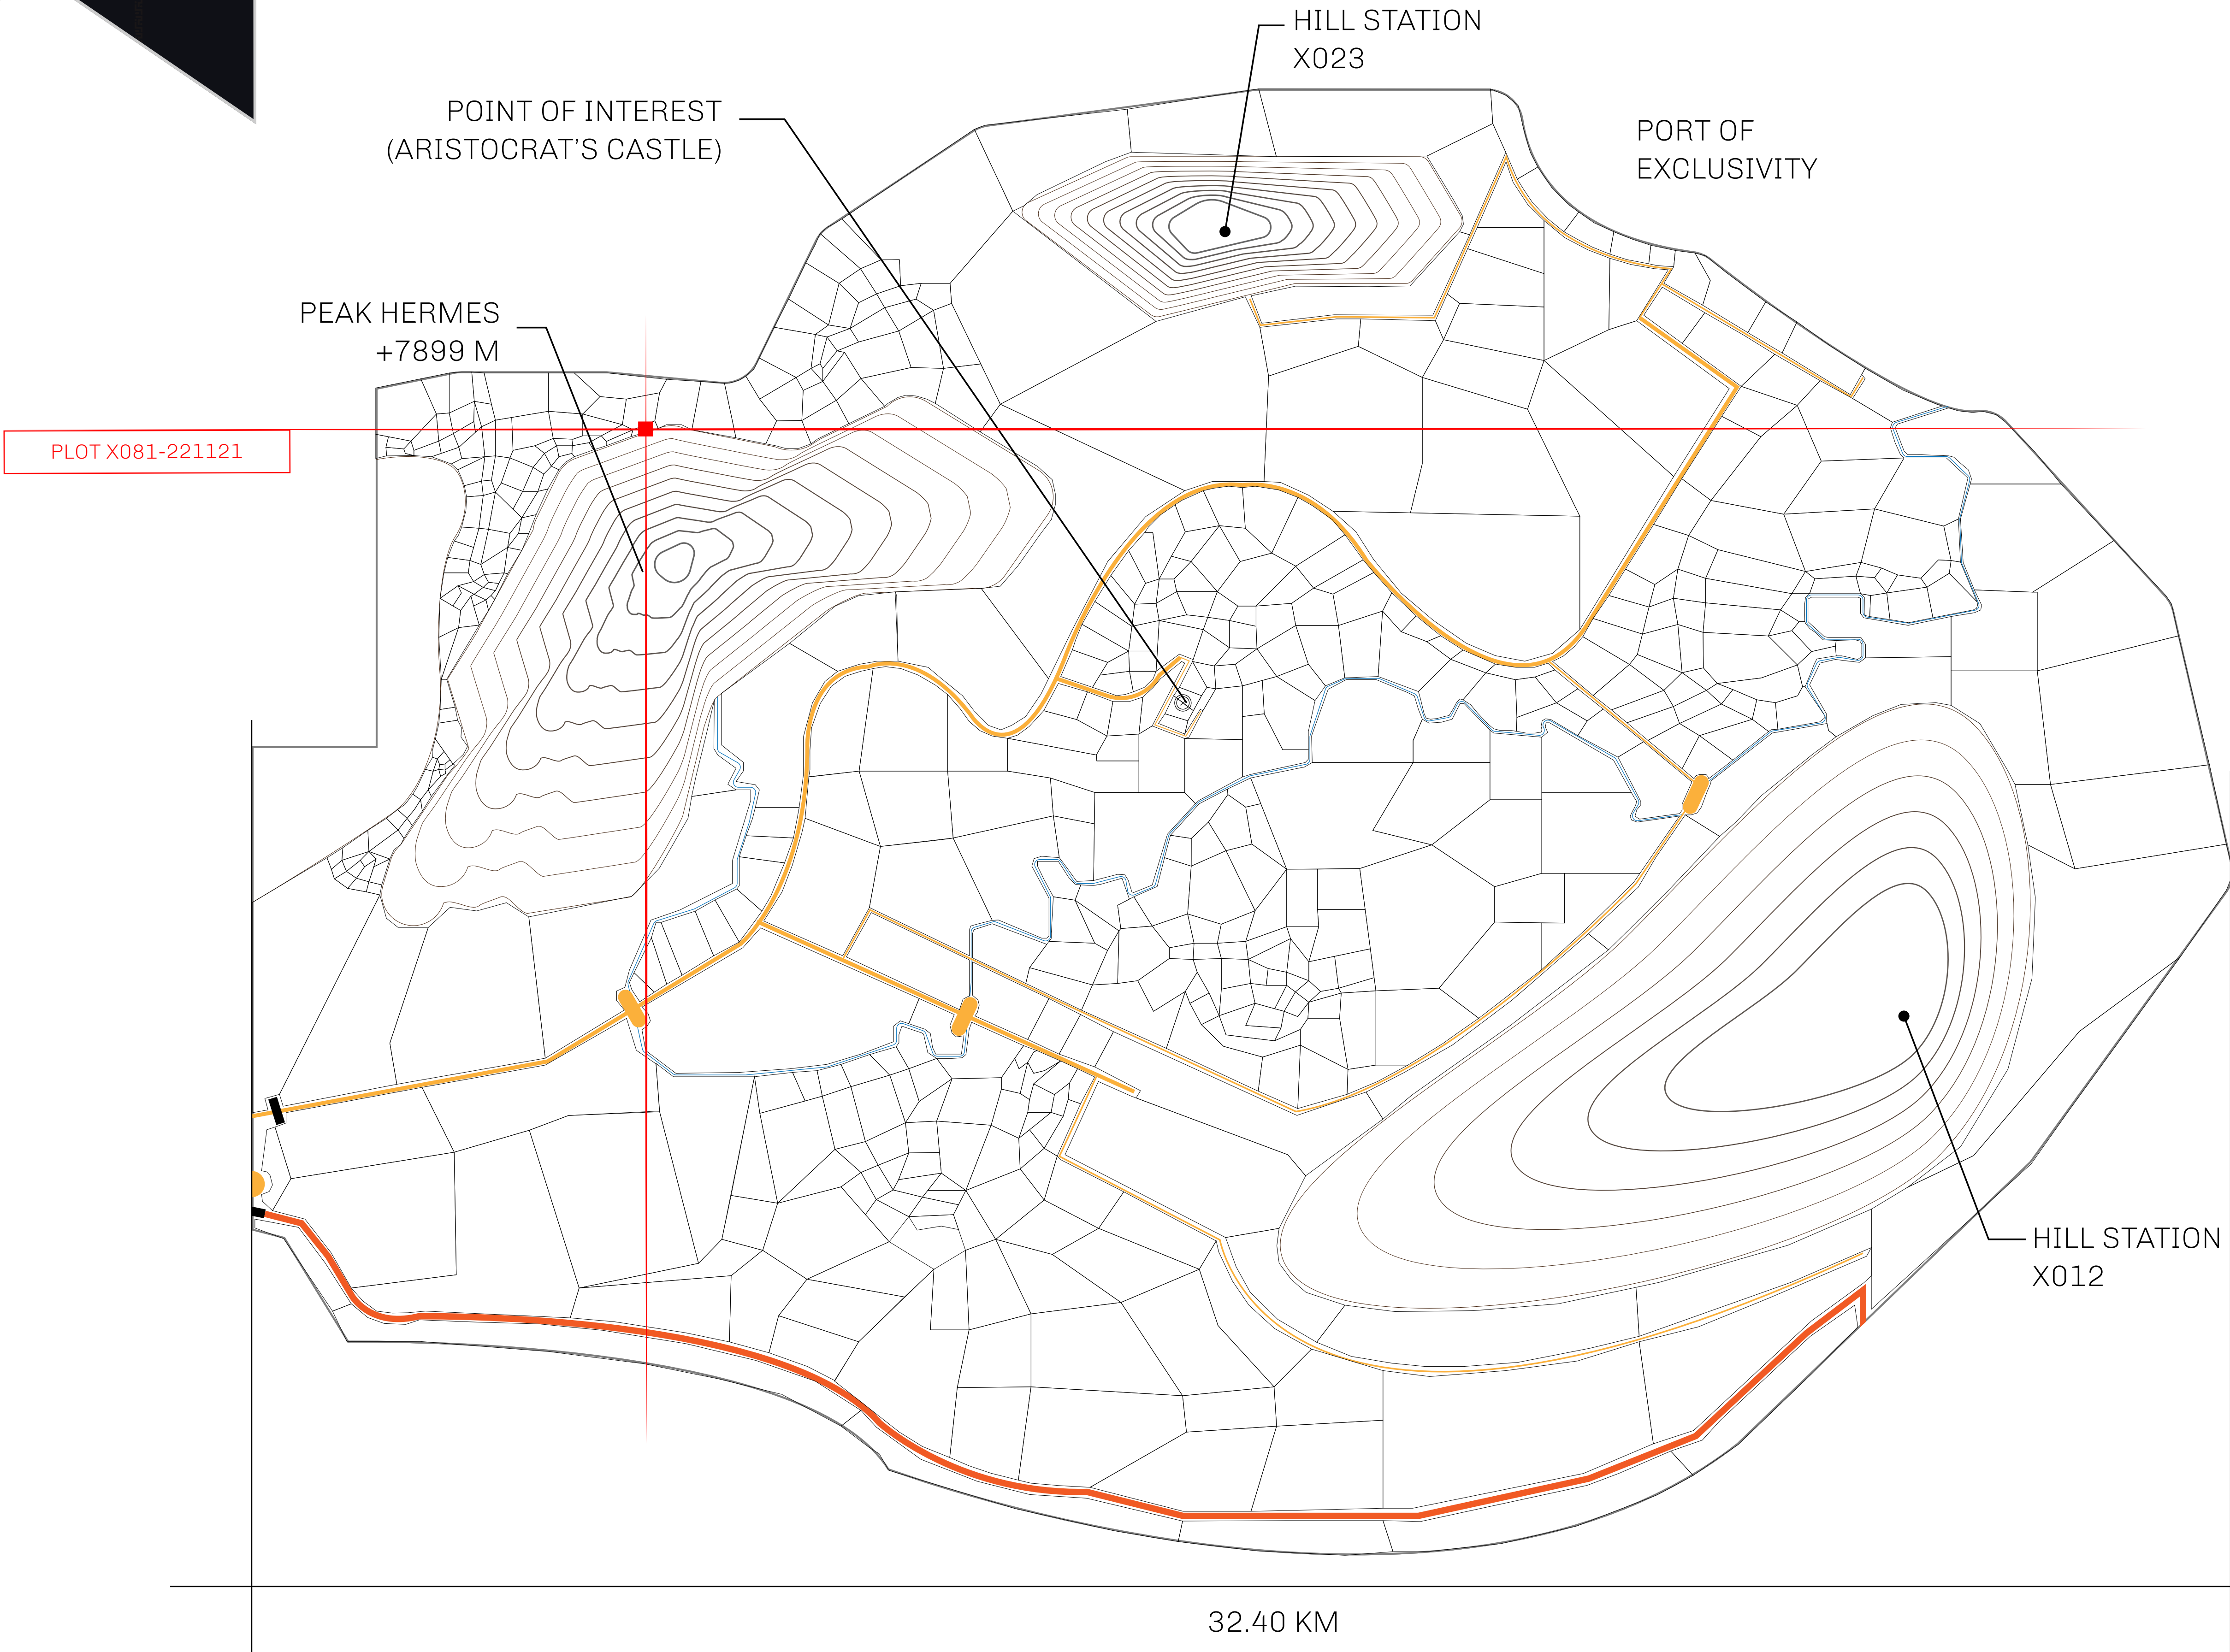 HILL STATION
X023
POINT OF INTEREST
(ARISTOCRAT'S CASTLE)
PORT OF
EXCLUSIVITY
PEAK HERMES
+7899 M
PLOT X081-221121
HILL STATION
X012
32.40 KM